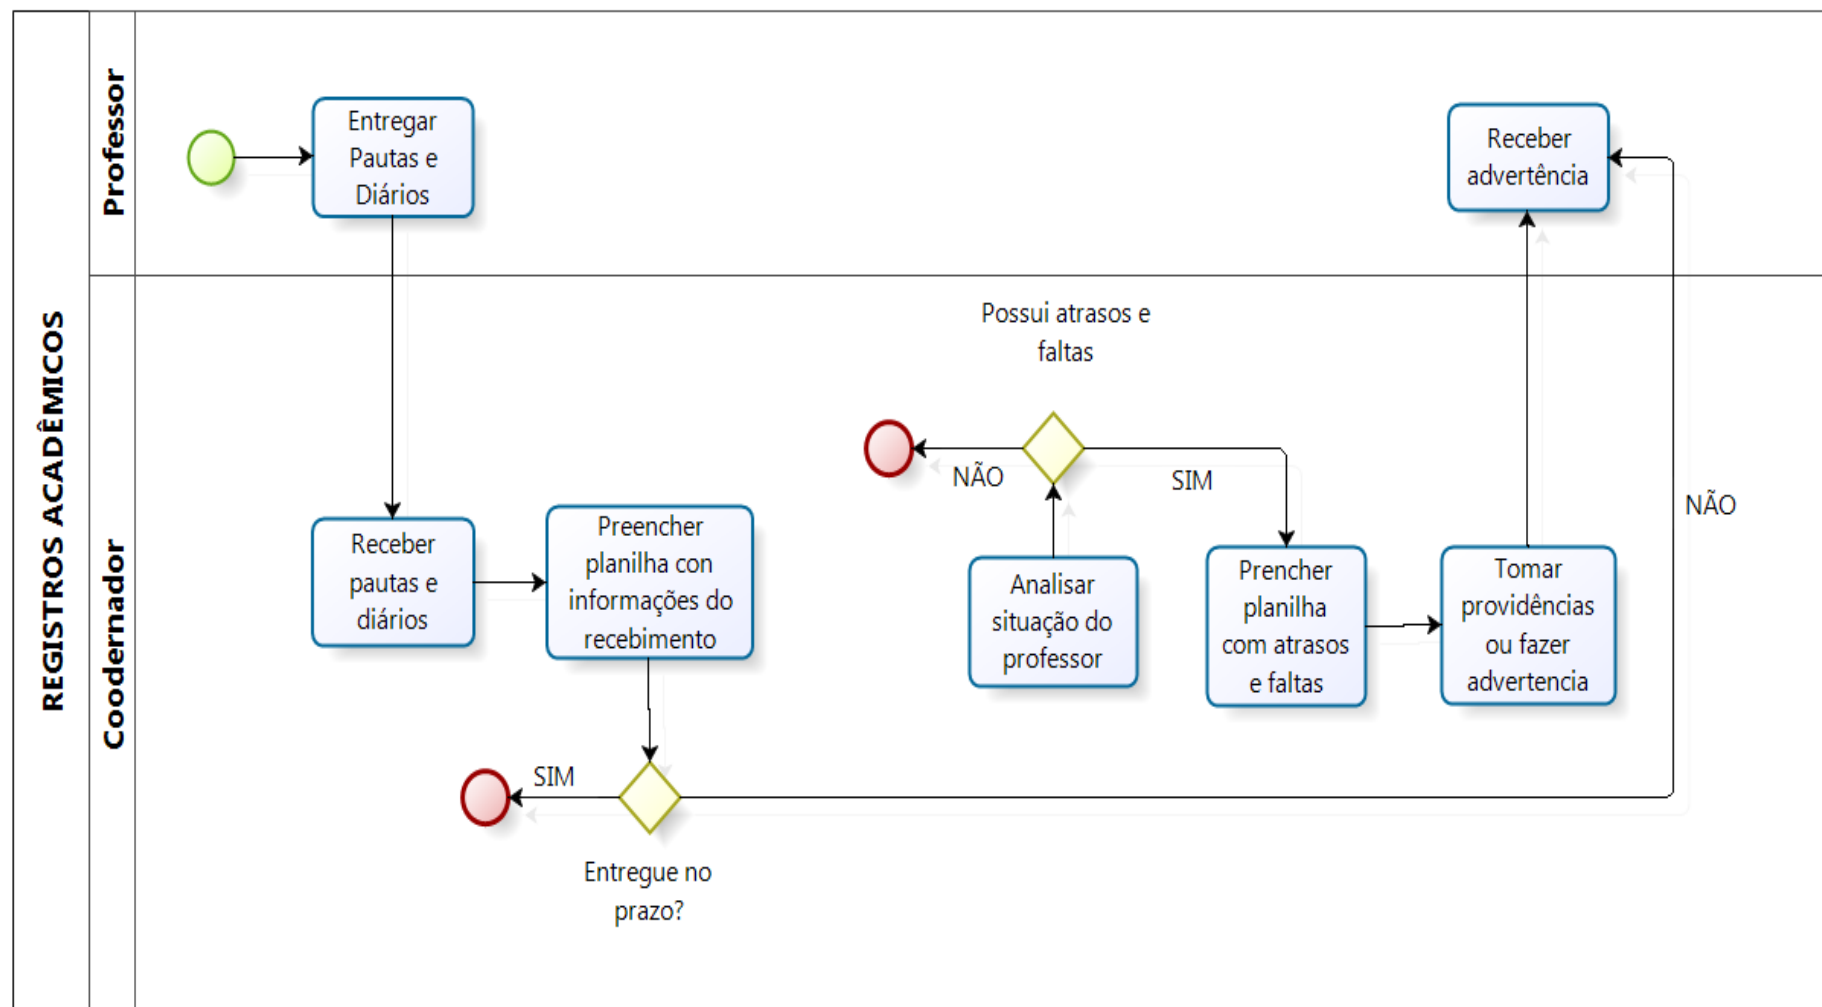 REGISTROS ACADÊMICOS
Professor
Entregar
Pautas e
Diários
Receber
advertência
Coodernador
Possui atrasos e
faltas
NÃO
SIM
NÃO
Receber
pautas e
diários
Preencher
planilha con
informações do
recebimento
Analisar
situação do
professor
Prencher
planilha
com atrasos
e faltas
Tomar
providências
ou fazer
advertencia
SIM
Entregue no
prazo?